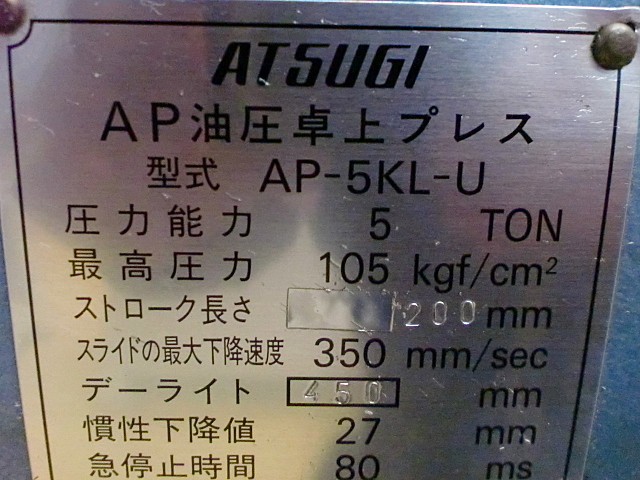 ATSUGI
AP油圧卓上プレス
型式 AP-5KL-U
圧力能力 5 TON
最高圧力 105 kgf/cm²
ストローク長さ 200 mm
スライドの最大下降速度 350 mm/sec
デーライト 450 mm
慣性下降値 27 mm
急停止時間 80 ms